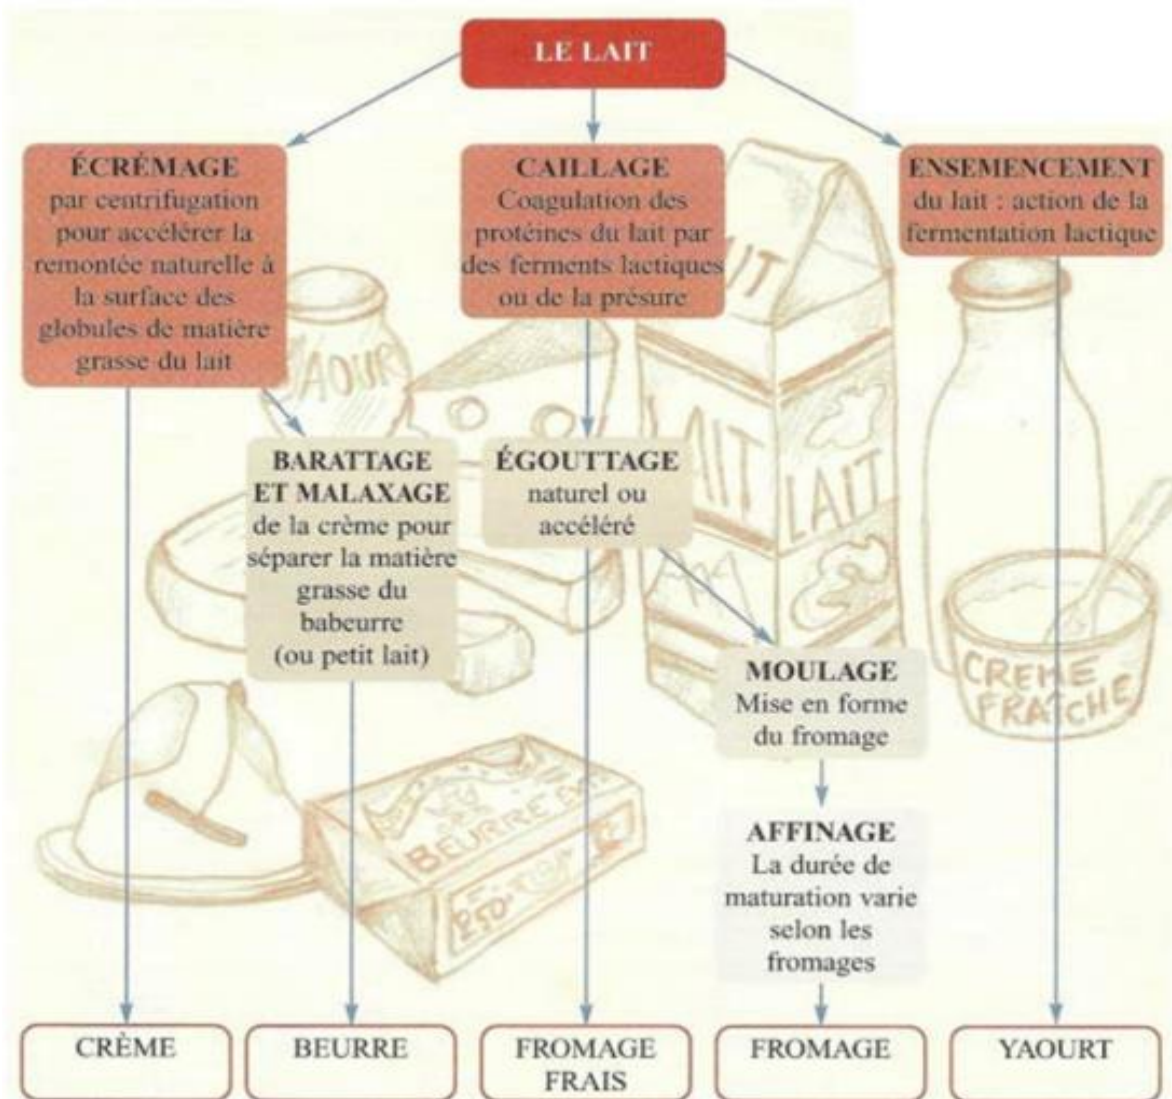 LE LAIT
ÉCRÉMAGE
par centrifugation
pour accélérer la
remontée naturelle à
la surface des
globules de matière
grasse du lait
CAILLAGE
Coagulation des
protéines du lait par
des ferments lactiques
ou de la présure
ENSEMENCEMENT
du lait : action de la
fermentation lactique
BARATTAGE
ET MALAXAGE
de la crème pour
séparer la matière
grasse du
babeurre
(ou petit lait)
ÉGOUTTAGE
naturel ou
accéléré
MOULAGE
Mise en forme
du fromage
AFFINAGE
La durée de
maturation varie
selon les
fromages
CRÈME
BEURRE
FROMAGE
FRAIS
FROMAGE
YAOURT
AOUR
AIT
LAIT
LAIT
CREME
FRAÎCHE
BEURRE
250